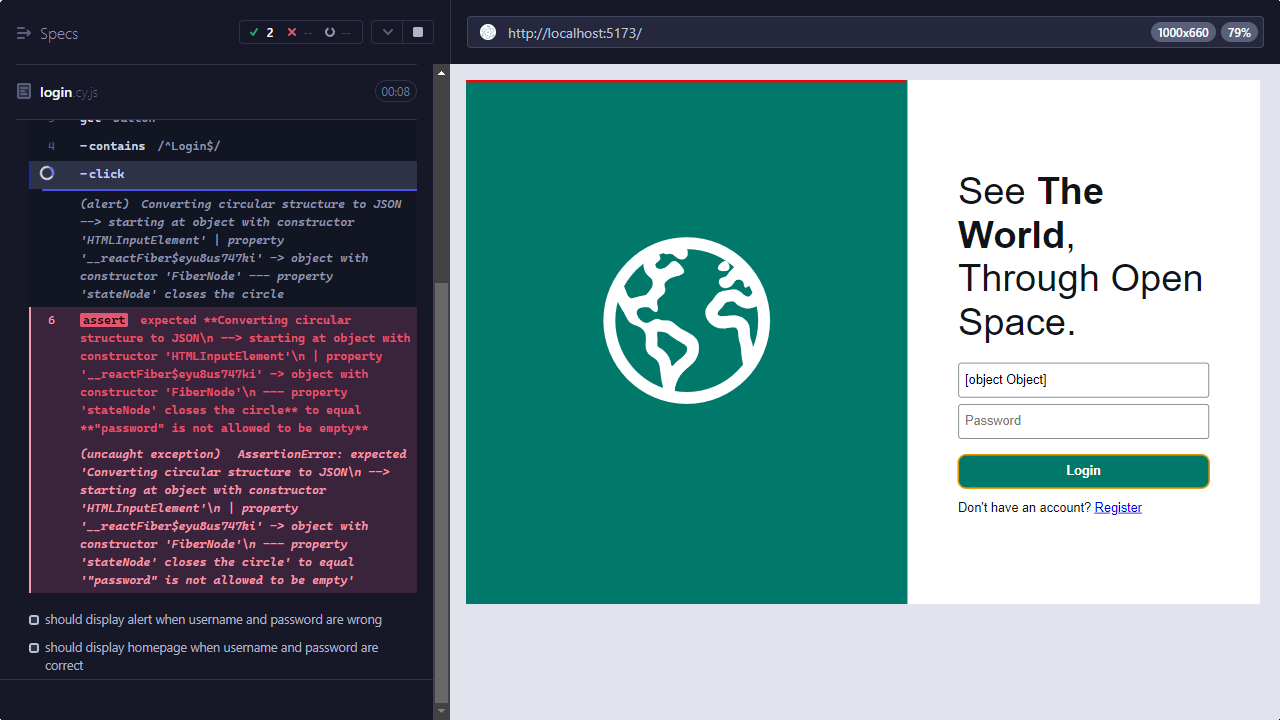 Specs
2
--
--
http://localhost:5173/
1000x660
79%
login cy.js
00:08
3 get button
4 -contains /^Login$/
-click
(alert) Converting circular structure to JSON
--> starting at object with constructor
'HTMLInputElement' | property
'__reactFiber$eyu8us747ki' -> object with
constructor 'FiberNode' --- property
'stateNode' closes the circle
6 assert expected **Converting circular
structure to JSON\n --> starting at object with
constructor 'HTMLInputElement'\n | property
'__reactFiber$eyu8us747ki' -> object with
constructor 'FiberNode'\n --- property
'stateNode' closes the circle** to equal
**"password" is not allowed to be empty**
(uncaught exception) AssertionError: expected
'Converting circular structure to JSON\n -->
starting at object with constructor
'HTMLInputElement'\n | property
'__reactFiber$eyu8us747ki' -> object with
constructor 'FiberNode'\n --- property
'stateNode' closes the circle' to equal
'"password" is not allowed to be empty'
should display alert when username and password are wrong
should display homepage when username and password are
correct
See The
World,
Through Open
Space.
[object Object]
Password
Login
Don't have an account? Register